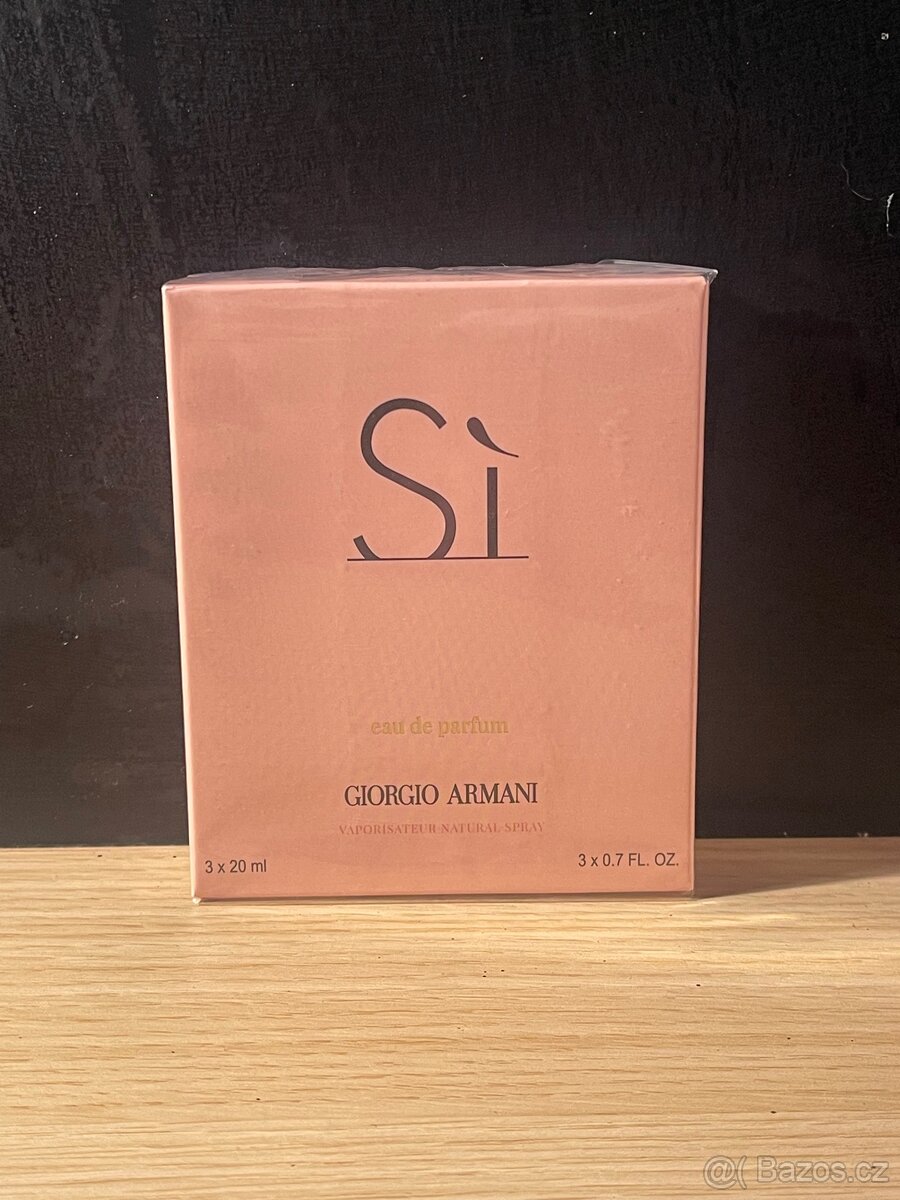 Sì
eau de parfum
GIORGIO ARMANI
VAPORISATEUR NATURAL SPRAY
3 x 20 ml
3 x 0.7 FL. OZ.
@( Bazos.cz